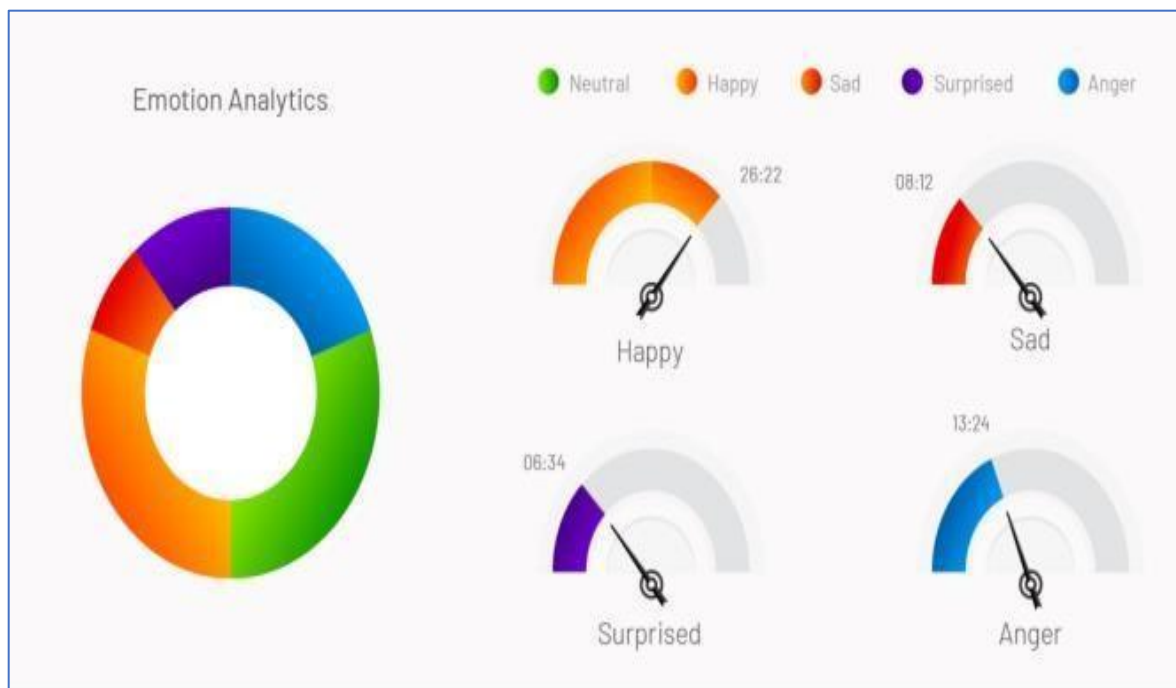 Emotion Analytics
Neutral Happy Sad Surprised Anger
26:22
Happy
08:12
Sad
06:34
Surprised
13:24
Anger